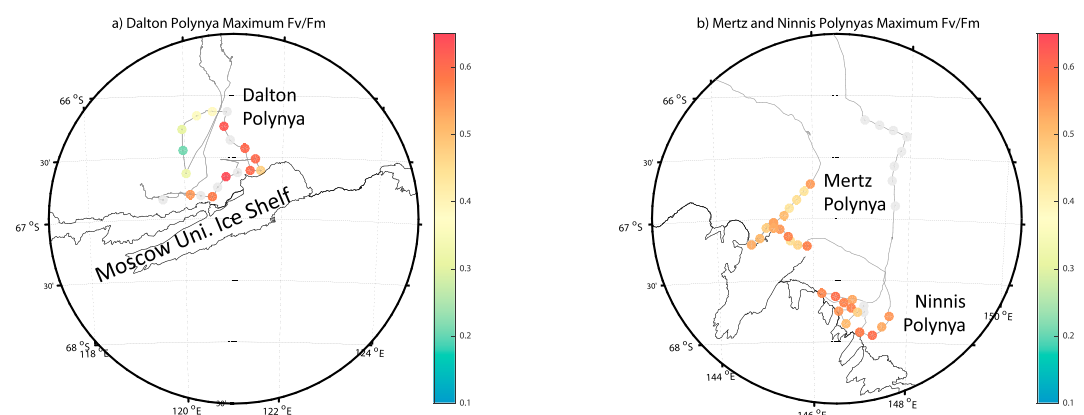 a) Dalton Polynya Maximum Fv/Fm
Dalton
Polynya
Moscow Uni. Ice Shelf
66 °S
30'
67 °S
30'
68 °S
118 °E
120 °E
30'
122 °E
124 °E
0.6
0.5
0.4
0.3
0.2
0.1
b) Mertz and Ninnis Polynyas Maximum Fv/Fm
Mertz
Polynya
Ninnis
Polynya
66 °S
30'
67 °S
30'
68 °S
144 °E
146 °E
148 °E
150 °E
0.6
0.5
0.4
0.3
0.2
0.1